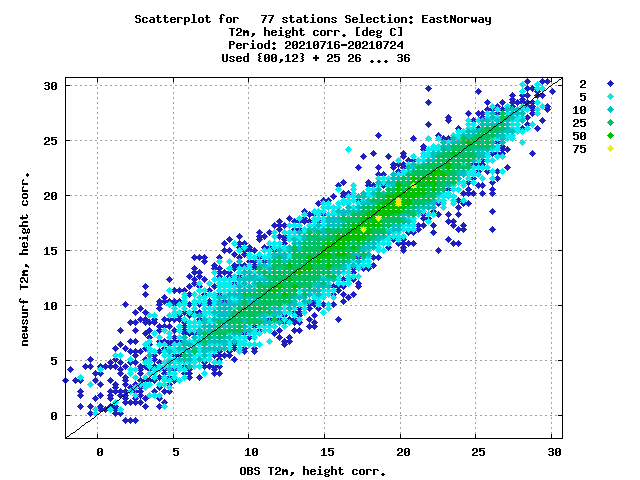 Scatterplot for   77 stations Selection: EastNorway
T2m, height corr. [deg C]
Period: 20210716-20210724
Used {00,12} + 25 26 ... 36
30
25
20
15
10
5
0
newsurf T2m, height corr.
0 5 10 15 20 25 30
OBS T2m, height corr.
2
5
10
25
50
75